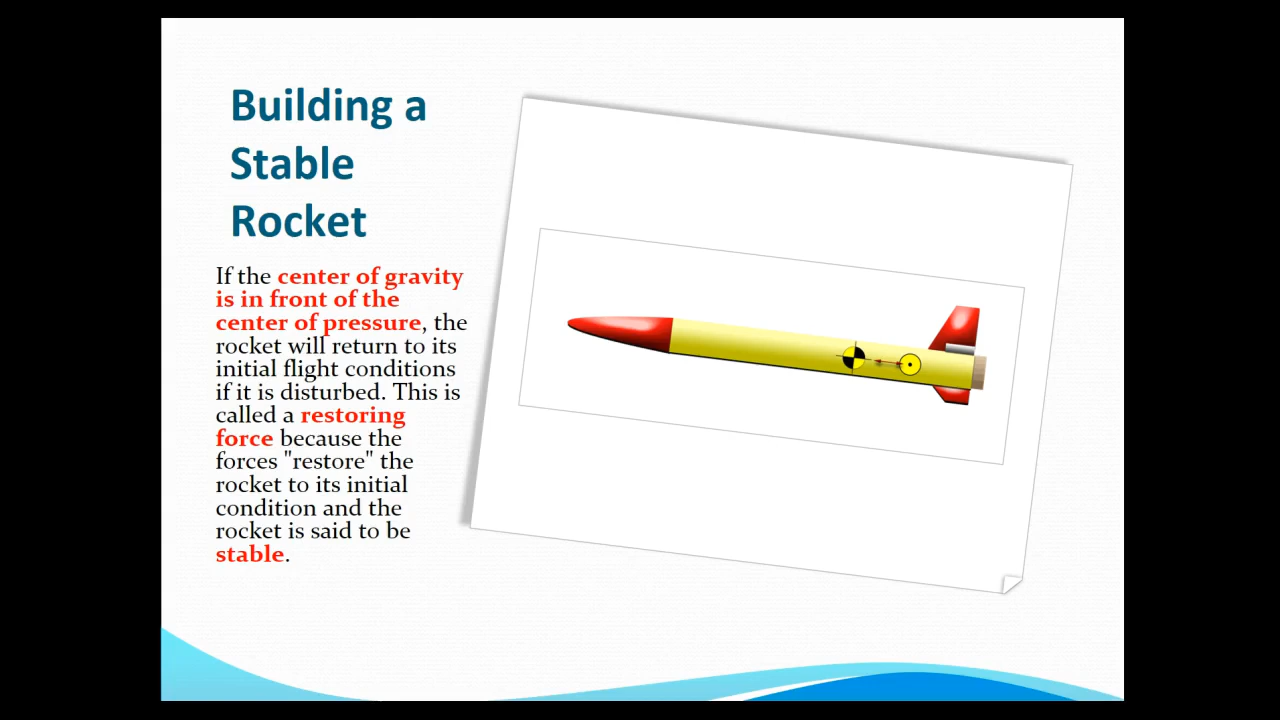 Building a
Stable
Rocket
If the center of gravity
is in front of the
center of pressure, the
rocket will return to its
initial flight conditions
if it is disturbed. This is
called a restoring
force because the
forces "restore" the
rocket to its initial
condition and the
rocket is said to be
stable.